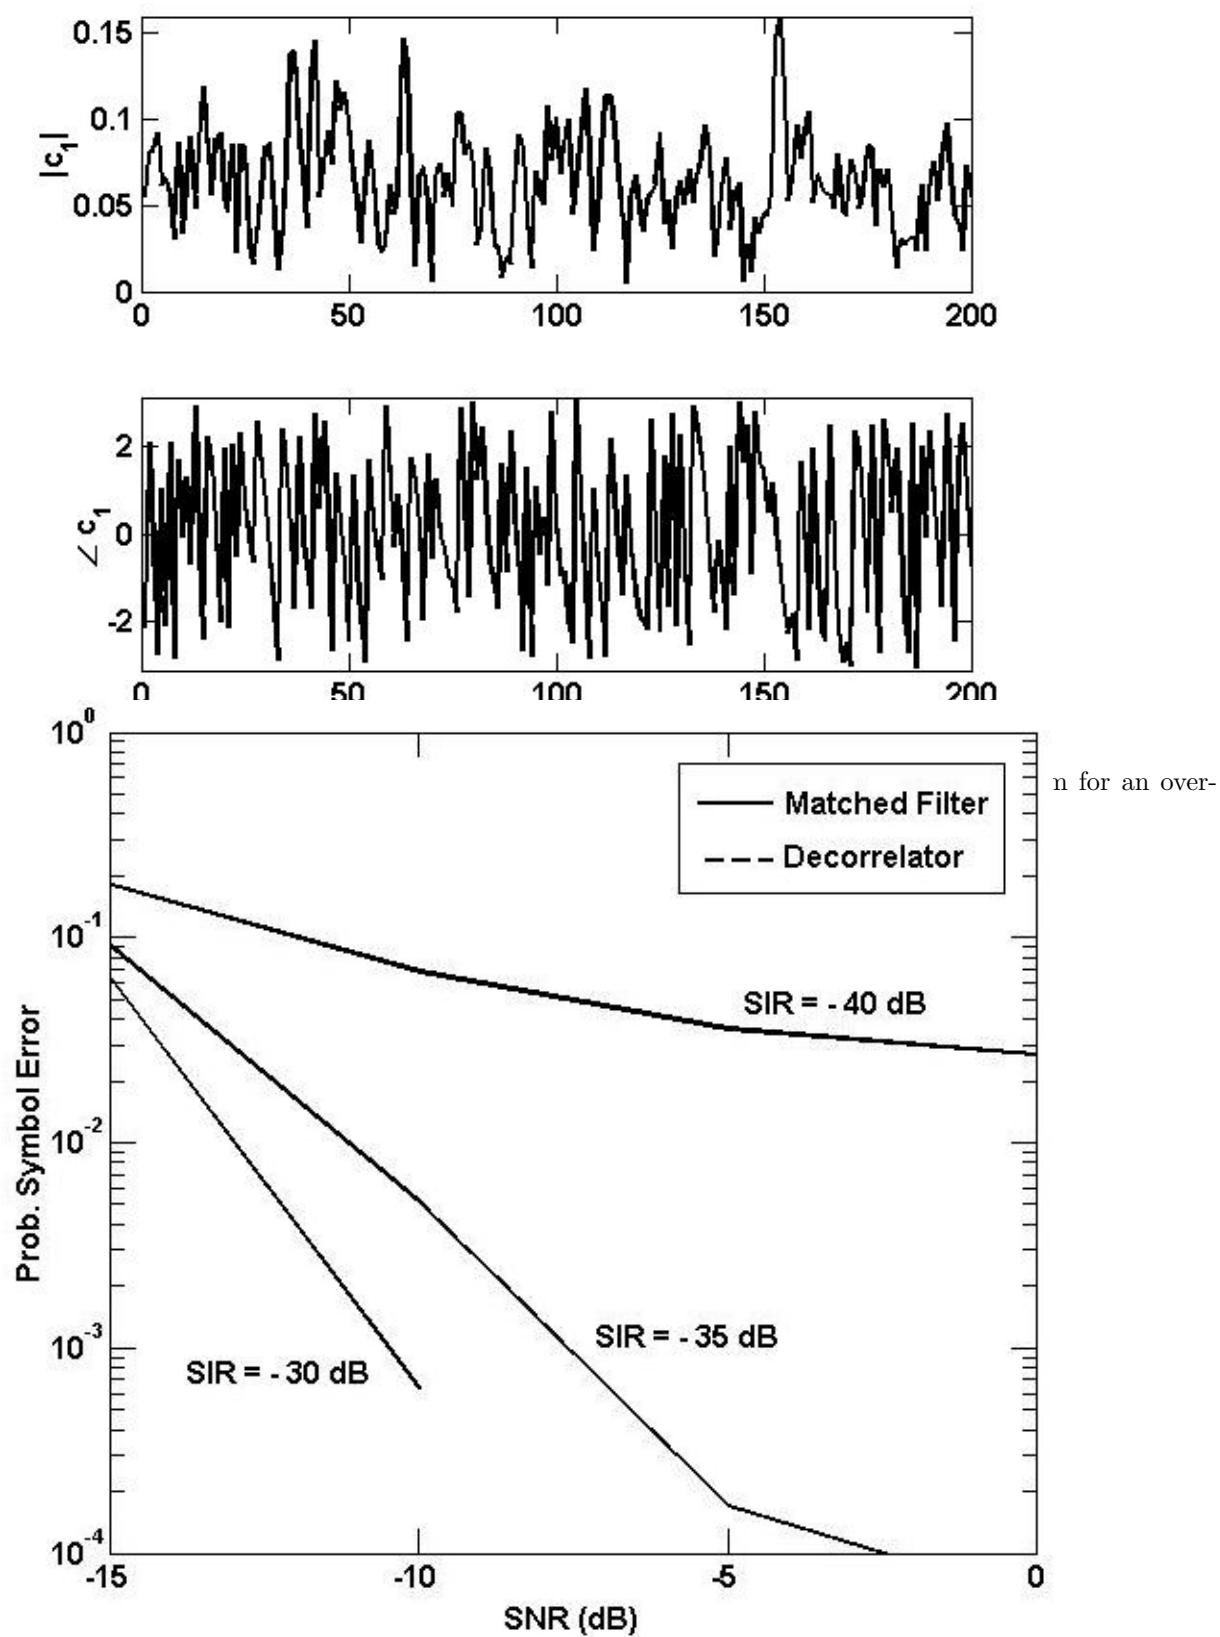 0.15
0.1
0.05
0
|c1|
0 50 100 150 200
2
0
-2
∠ c1
0 50 100 150 200
n for an over-
10^0
10^-1
10^-2
10^-3
10^-4
Prob. Symbol Error
Matched Filter
Decorrelator
SIR = - 40 dB
SIR = - 35 dB
SIR = - 30 dB
-15 -10 -5 0
SNR (dB)